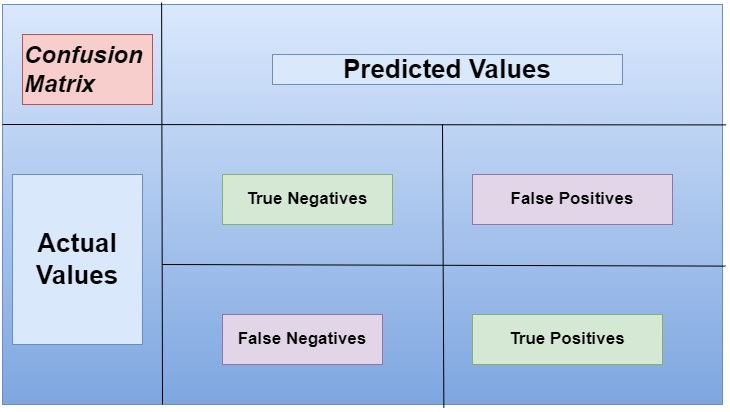 Confusion
Matrix
Predicted Values
True Negatives
False Positives
Actual
Values
False Negatives
True Positives